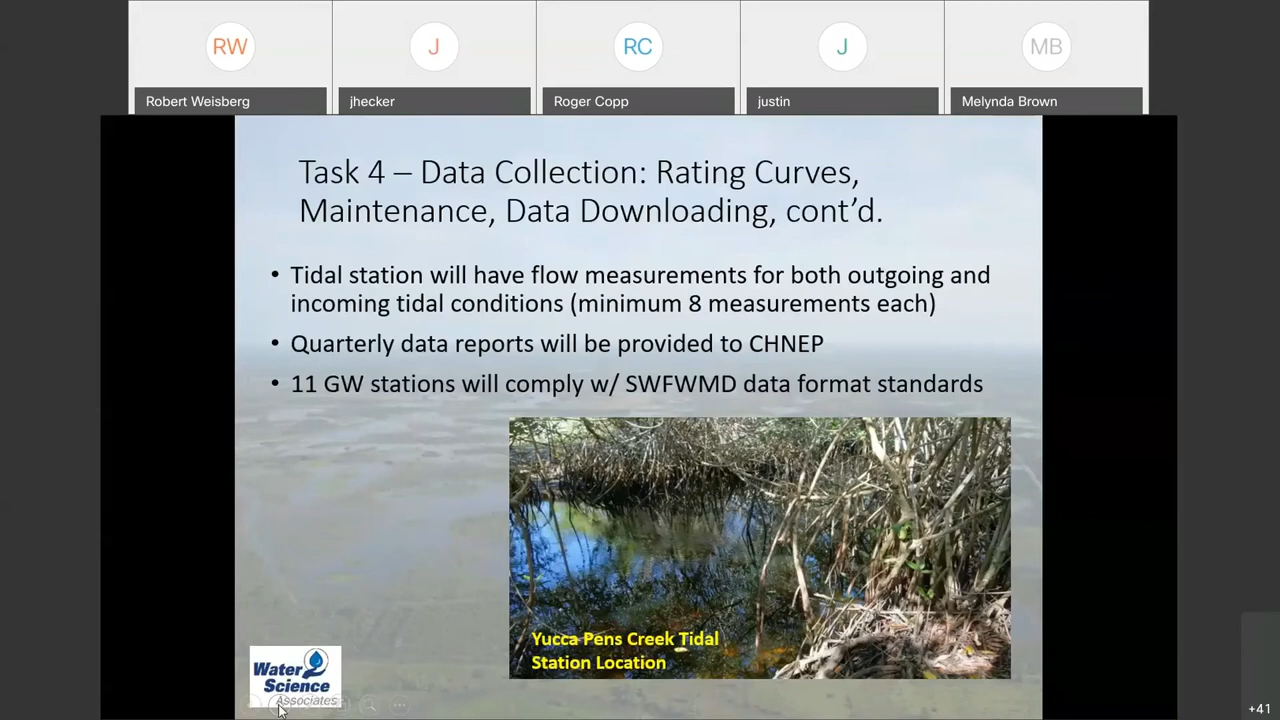 RW
J
RC
J
MB
Robert Weisberg
jhecker
Roger Copp
justin
Melynda Brown
Task 4 – Data Collection: Rating Curves,
Maintenance, Data Downloading, cont’d.
• Tidal station will have flow measurements for both outgoing and
incoming tidal conditions (minimum 8 measurements each)
• Quarterly data reports will be provided to CHNEP
• 11 GW stations will comply w/ SWFWMD data format standards
Yucca Pens Creek Tidal
Station Location
Water
Science
Associates
+41